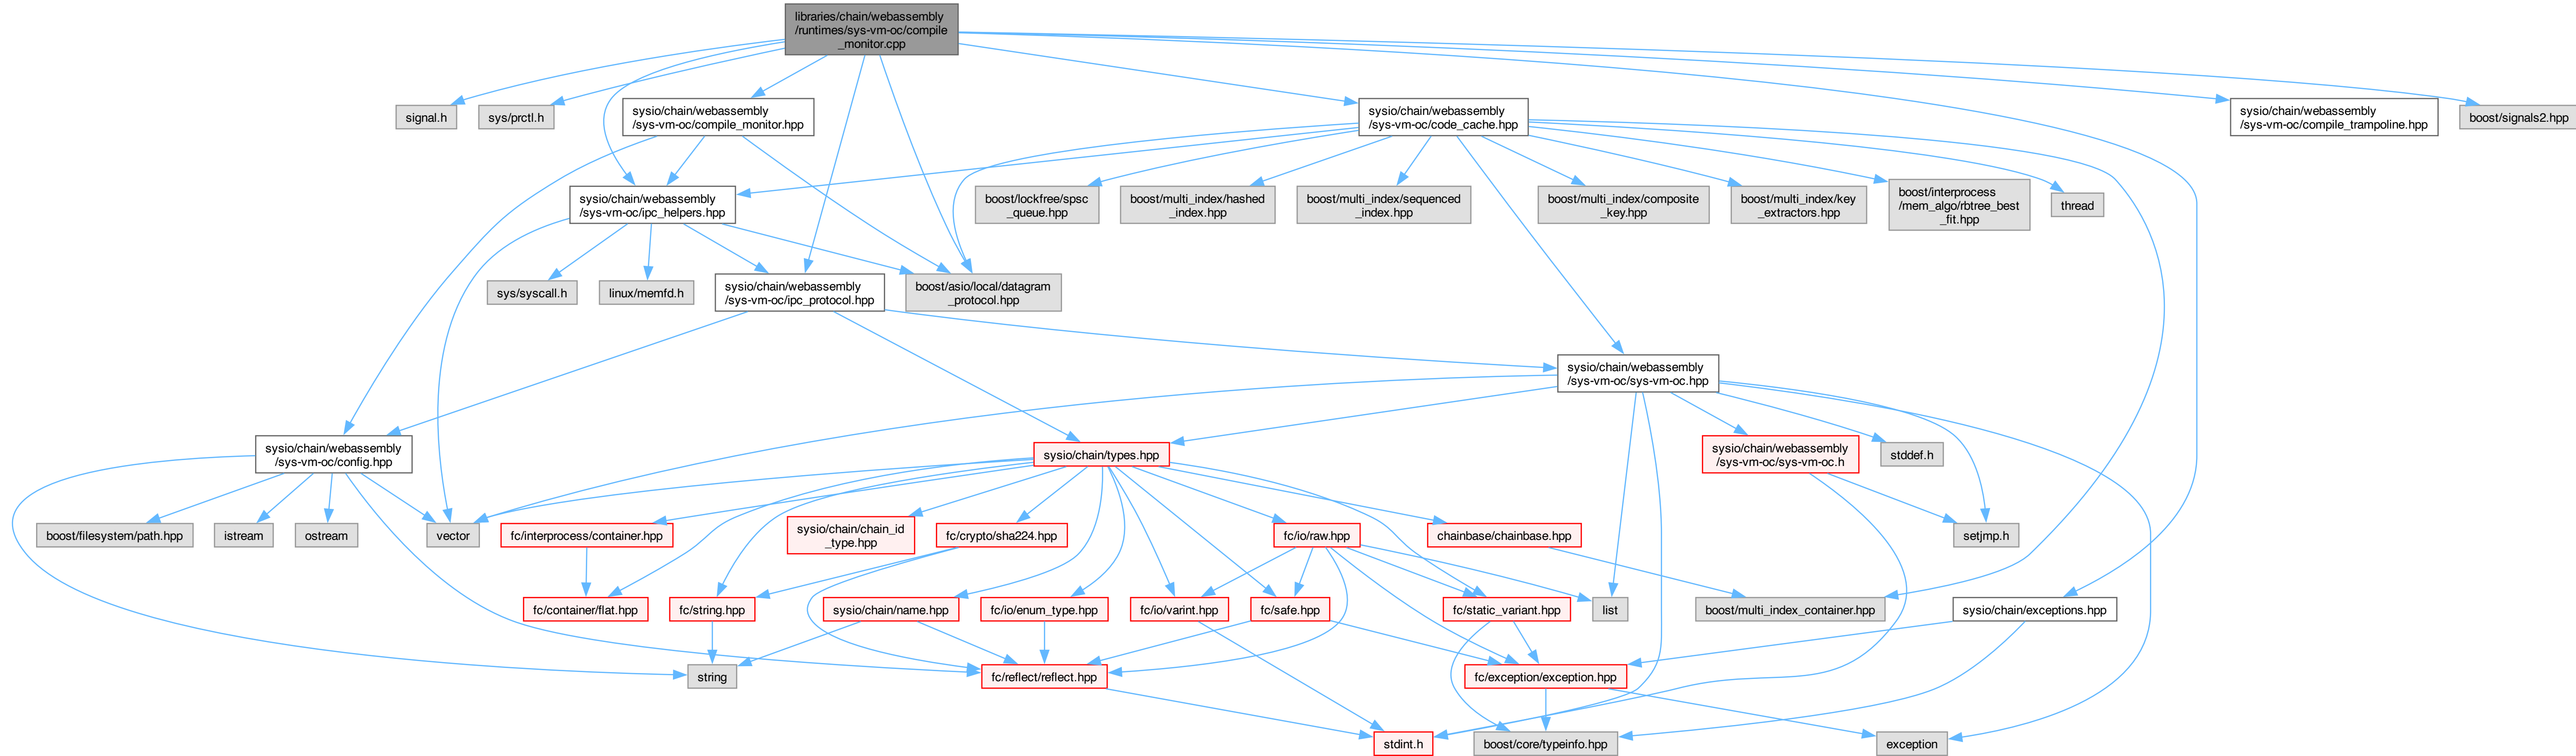 libraries/chain/webassembly
/runtimes/sys-vm-oc/compile
_monitor.cpp
signal.h
sys/prctl.h
sysio/chain/webassembly
/sys-vm-oc/compile_monitor.hpp
sysio/chain/webassembly
/sys-vm-oc/code_cache.hpp
sysio/chain/webassembly
/sys-vm-oc/compile_trampoline.hpp
boost/signals2.hpp
sysio/chain/webassembly
/sys-vm-oc/ipc_helpers.hpp
boost/lockfree/spsc
_queue.hpp
boost/multi_index/hashed
_index.hpp
boost/multi_index/sequenced
_index.hpp
boost/multi_index/composite
_key.hpp
boost/multi_index/key
_extractors.hpp
boost/interprocess
/mem_algo/rbtree_best
_fit.hpp
thread
sys/syscall.h
linux/memfd.h
sysio/chain/webassembly
/sys-vm-oc/ipc_protocol.hpp
boost/asio/local/datagram
_protocol.hpp
sysio/chain/webassembly
/sys-vm-oc/sys-vm-oc.hpp
sysio/chain/webassembly
/sys-vm-oc/config.hpp
sysio/chain/types.hpp
sysio/chain/webassembly
/sys-vm-oc/sys-vm-oc.h
stddef.h
boost/filesystem/path.hpp
istream
ostream
vector
fc/interprocess/container.hpp
sysio/chain/chain_id
_type.hpp
fc/crypto/sha224.hpp
fc/io/raw.hpp
chainbase/chainbase.hpp
setjmp.h
fc/container/flat.hpp
fc/string.hpp
sysio/chain/name.hpp
fc/io/enum_type.hpp
fc/io/varint.hpp
fc/safe.hpp
fc/static_variant.hpp
list
boost/multi_index_container.hpp
sysio/chain/exceptions.hpp
string
fc/reflect/reflect.hpp
fc/exception/exception.hpp
stdint.h
boost/core/typeinfo.hpp
exception